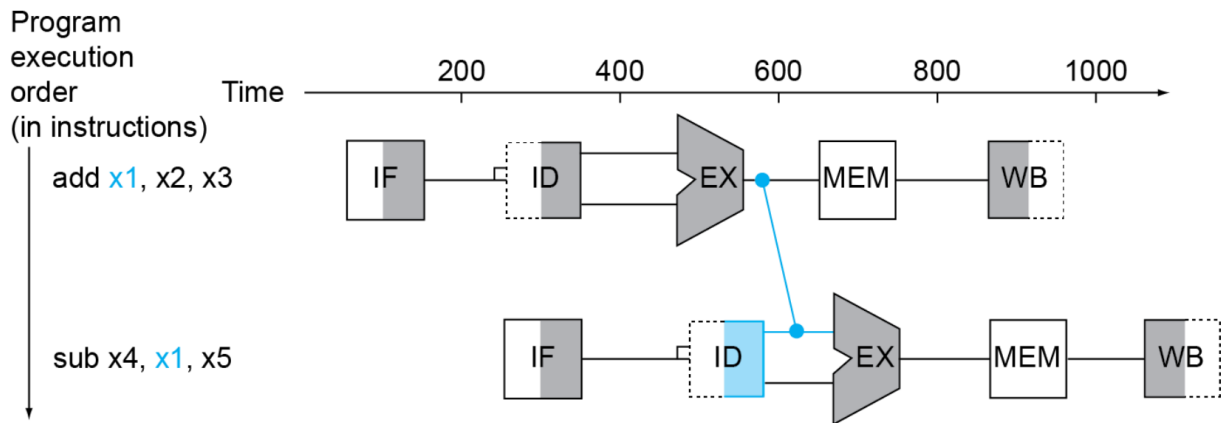 Program
execution
order
(in instructions)
Time
200 400 600 800 1000
add x1, x2, x3
IF ID EX MEM WB
sub x4, x1, x5
IF ID EX MEM WB